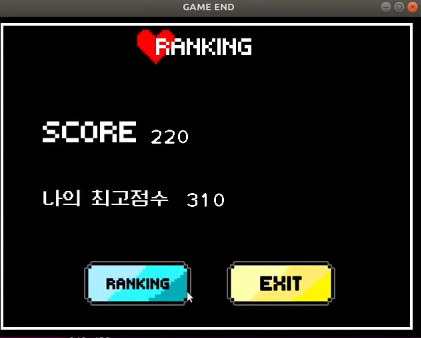 GAME END
RANKING
SCORE 220
나의 최고점수 310
RANKING EXIT